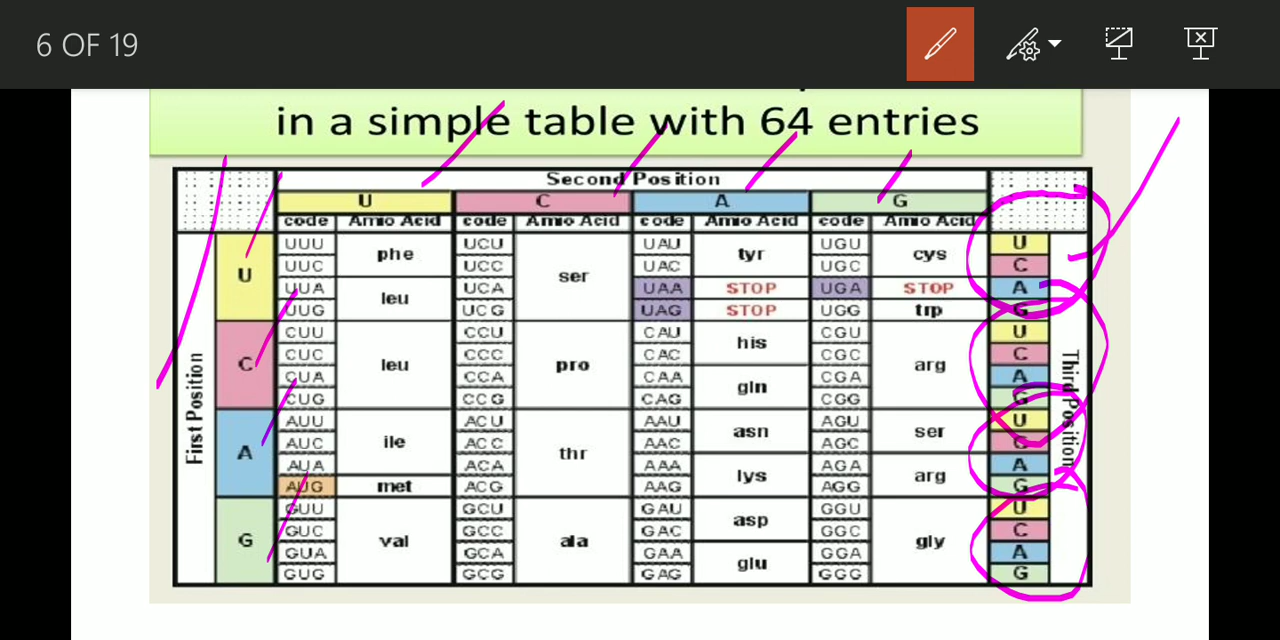 6 OF 19
in a simple table with 64 entries
Second Position
U C A G
code Amio Acid code Amio Acid code Amio Acid code Amio Acid
First Position
Third Position
U UUU phe UCU ser UAU tyr UGU cys U
UUC UCC UAC UGC C
UUA leu UCA UAA STOP UGA STOP A
UUG UCG UAG STOP UGG trp G
C CUU leu CCU pro CAU his CGU arg U
CUC CCC CAC CGC C
CUA CCA CAA gln CGA A
CUG CCG CAG CGG G
A AUU ile ACU thr AAU asn AGU ser U
AUC ACC AAC AGC C
AUA ACA AAA lys AGA arg A
AUG met ACG AAG AGG G
G GUU val GCU ala GAU asp GGU gly U
GUC GCC GAC GGC C
GUA GCA GAA glu GGA A
GUG GCG GAG GGG G